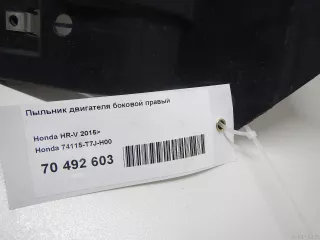 Пыльник двигателя боковой правый
Honda HR-V 2015>
Honda 74115-T7J-H00
70 492 603